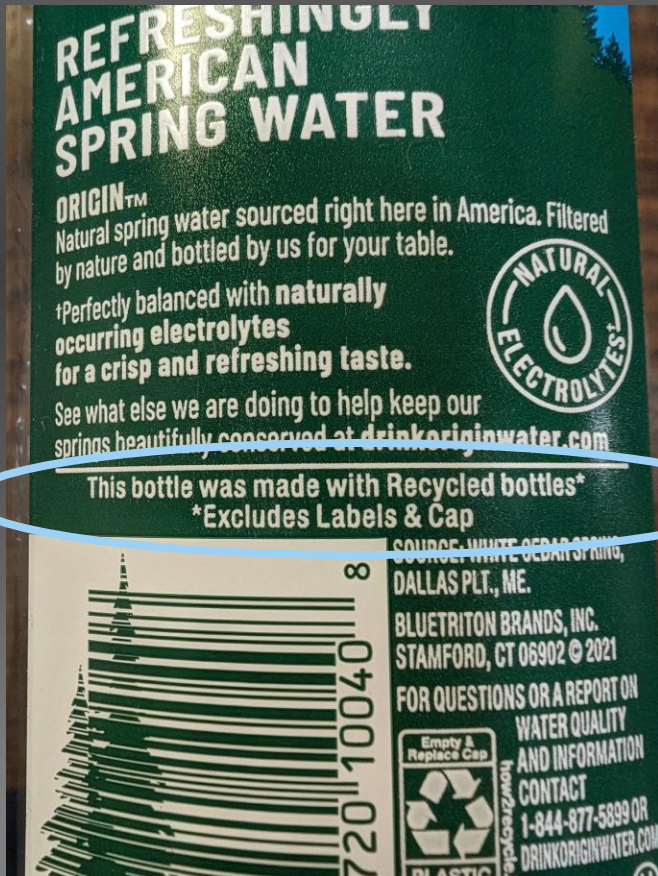 REFRESHINGLY
AMERICAN
SPRING WATER
ORIGIN™
Natural spring water sourced right here in America. Filtered
by nature and bottled by us for your table.
†Perfectly balanced with naturally
occurring electrolytes
for a crisp and refreshing taste.
NATURAL
ELECTROLYTES†
See what else we are doing to help keep our
springs beautifully conserved at drinkoriginwater.com
This bottle was made with Recycled bottles*
*Excludes Labels & Cap
SOURCE: WHITE CEDAR SPRING,
DALLAS PLT., ME.
BLUETRITON BRANDS, INC.
STAMFORD, CT 06902 © 2021
FOR QUESTIONS OR A REPORT ON
WATER QUALITY
AND INFORMATION
CONTACT
1-844-877-5899 OR
DRINKORIGINWATER.COM
Empty &
Replace Cap
how2recycle.
PLASTIC
720 10040 8